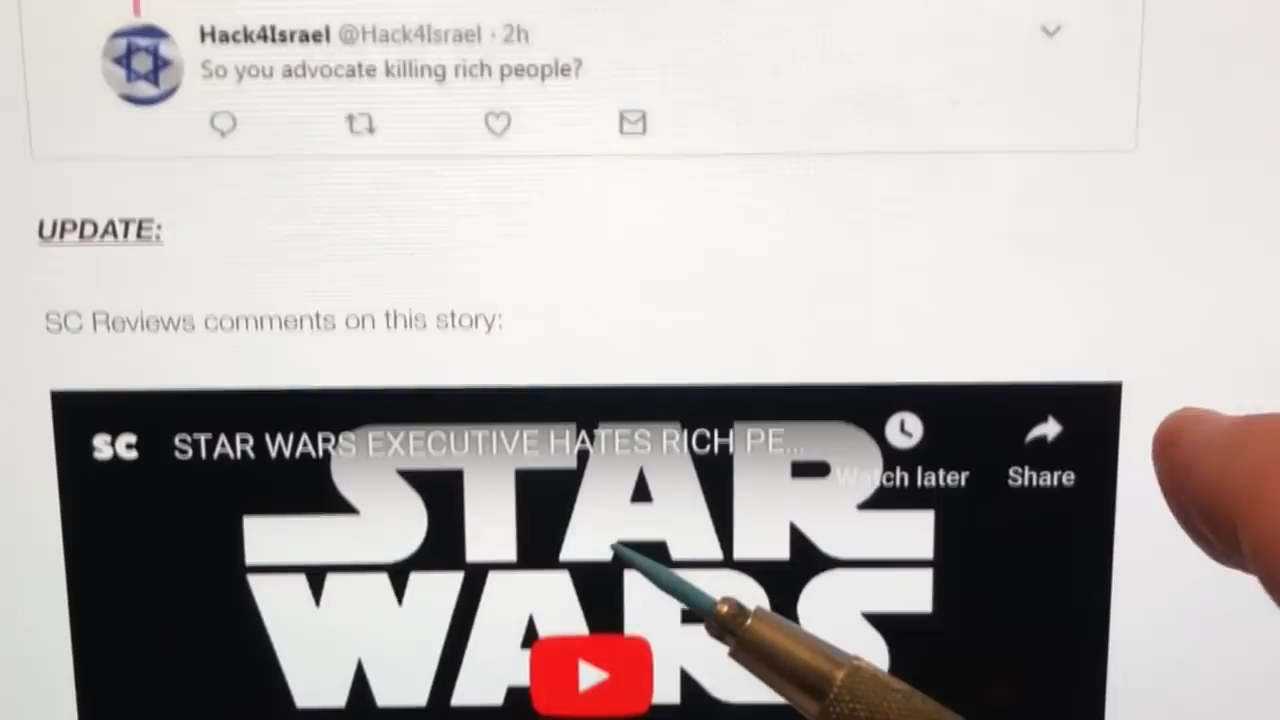 Hack4Israel @Hack4Israel · 2h
So you advocate killing rich people?
UPDATE:
SC Reviews comments on this story:
SC STAR WARS EXECUTIVE HATES RICH PE...
Watch later
Share
STAR
WARS